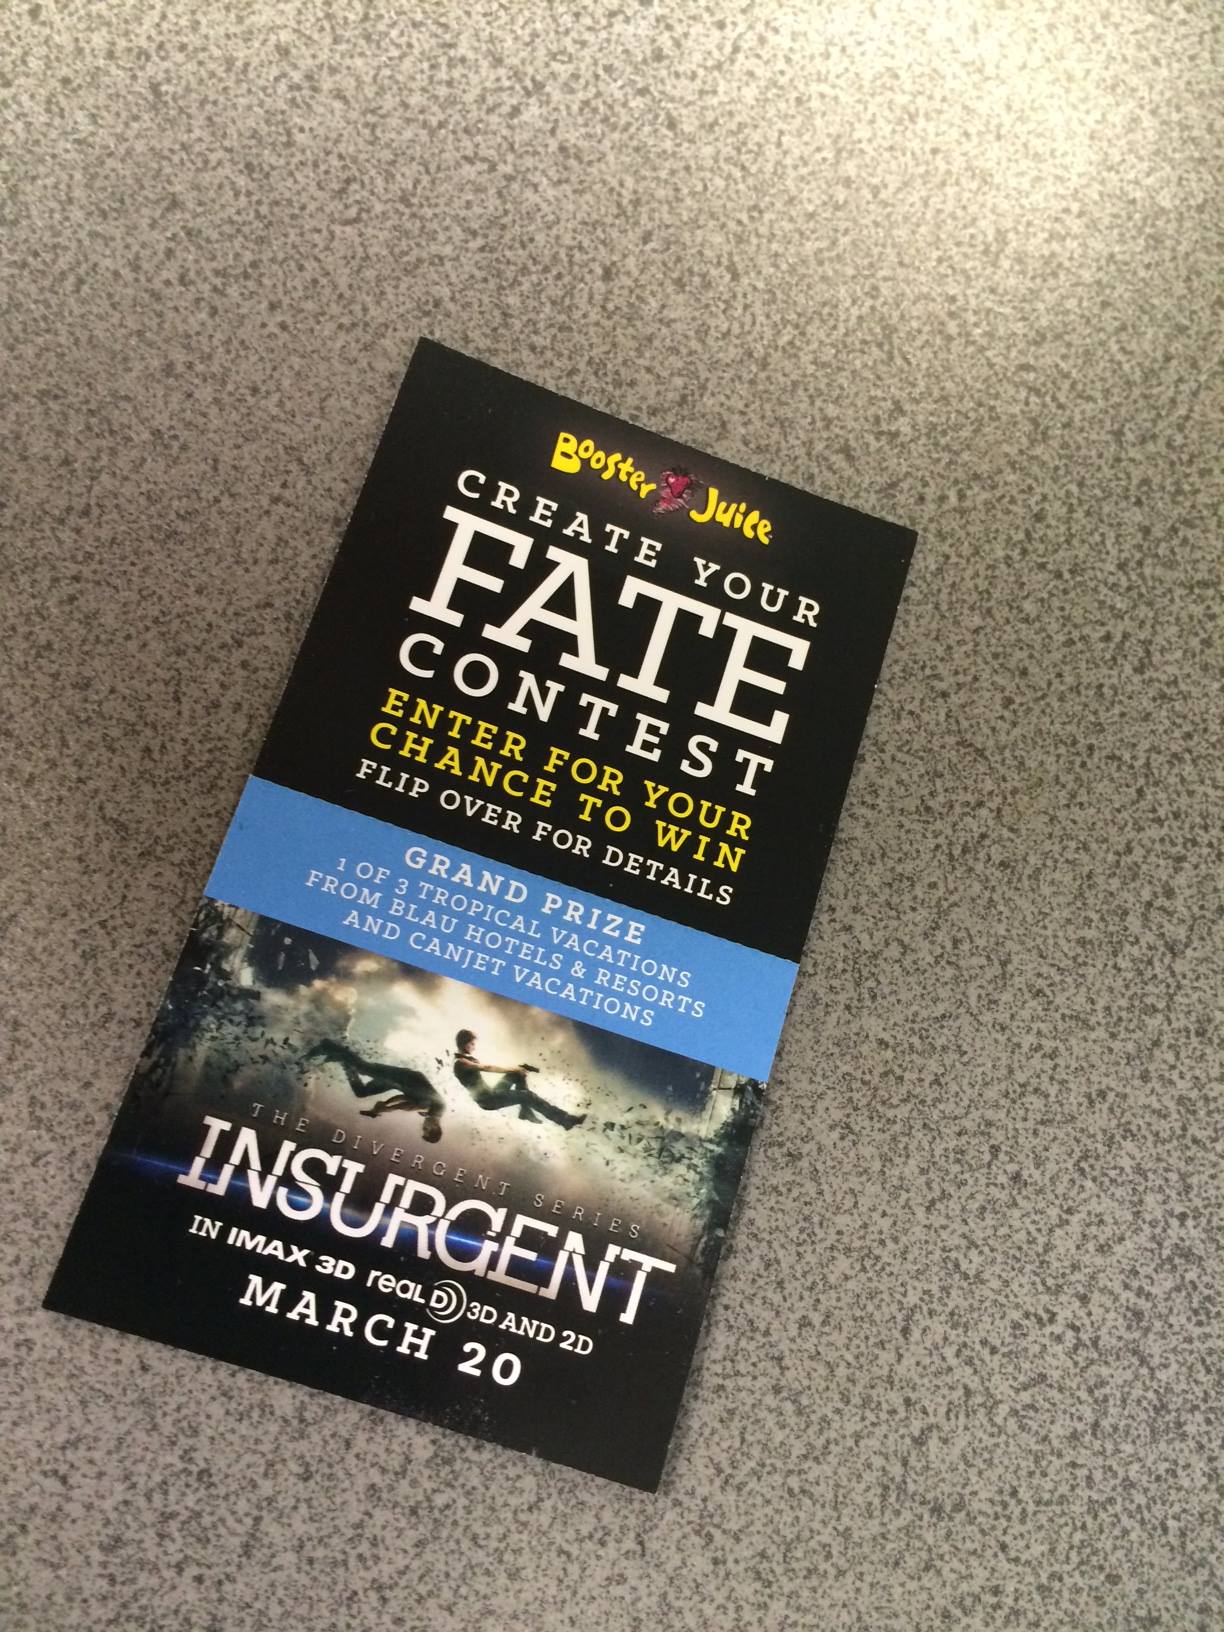 Booster Juice
CREATE YOUR
FATE
CONTEST
ENTER FOR YOUR
CHANCE TO WIN
FLIP OVER FOR DETAILS
GRAND PRIZE
1 OF 3 TROPICAL VACATIONS
FROM BLAU HOTELS & RESORTS
AND CANJET VACATIONS
THE DIVERGENT SERIES
INSURGENT
IN IMAX 3D REAL D 3D AND 2D
MARCH 20